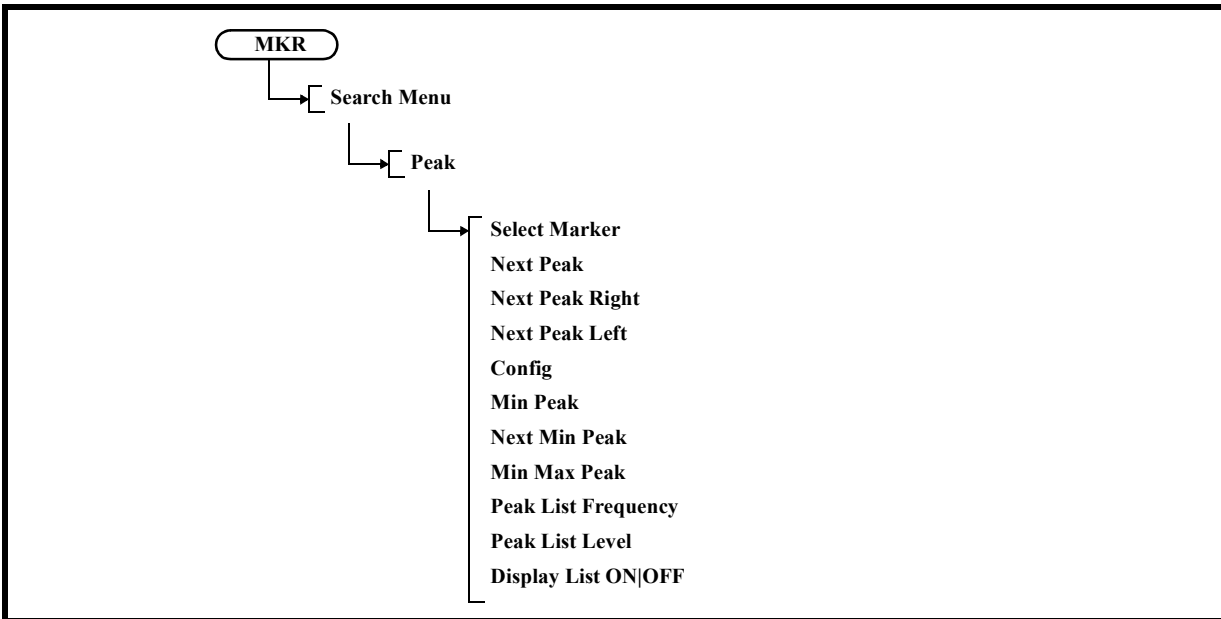 MKR
Search Menu
Peak
Select Marker
Next Peak
Next Peak Right
Next Peak Left
Config
Min Peak
Next Min Peak
Min Max Peak
Peak List Frequency
Peak List Level
Display List ON|OFF